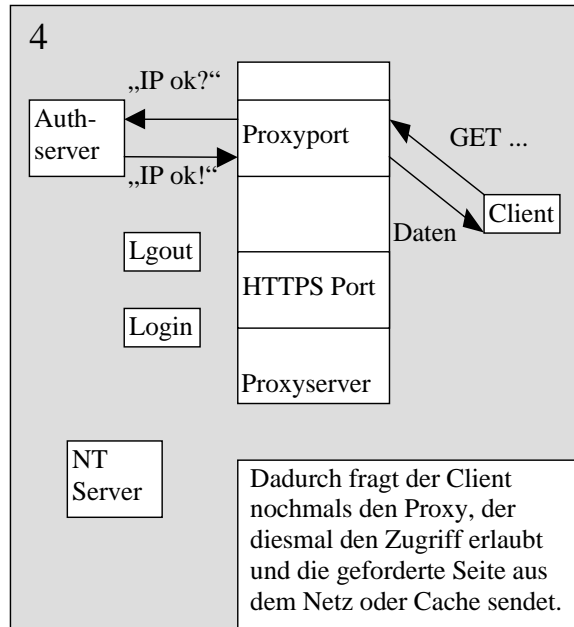 4
„IP ok?“
Auth-
server
Proxyport
GET ...
„IP ok!“
Client
Daten
Lgout
HTTPS Port
Login
Proxyserver
NT
Server
Dadurch fragt der Client
nochmals den Proxy, der
diesmal den Zugriff erlaubt
und die geforderte Seite aus
dem Netz oder Cache sendet.